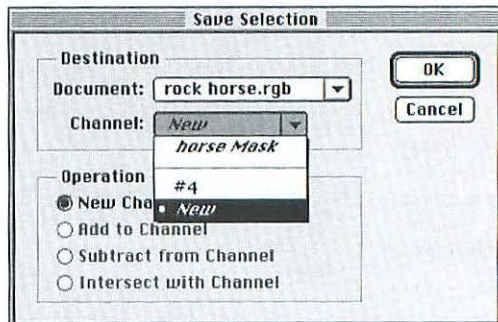 Save Selection
Destination
Document: rock horse.rgb
Channel: New
horse Mask
#4
New
Operation
New Cha
Add to Channel
Subtract from Channel
Intersect with Channel
OK
Cancel